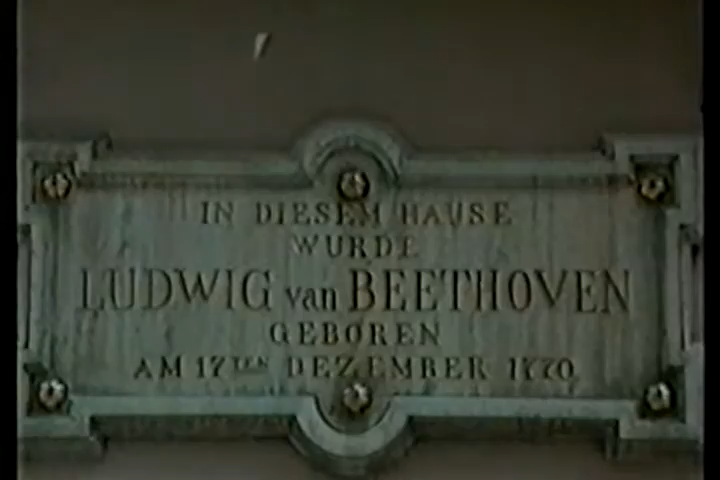 IN DIESEM HAUSE
WURDE
LUDWIG van BEETHOVEN
GEBOREN
AM 17TEN DEZEMBER 1770.